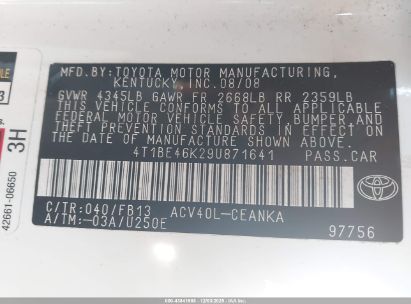 MFD.BY:TOYOTA MOTOR MANUFACTURING,
KENTUCKY, INC. 08/08
GVWR 4345LB GAWR FR 2668LB RR 2359LB
THIS VEHICLE CONFORMS TO ALL APPLICABLE
FEDERAL MOTOR VEHICLE SAFETY, BUMPER, AND
THEFT PREVENTION STANDARDS IN EFFECT ON
THE DATE OF MANUFACTURE SHOWN ABOVE.
4T1BE46K29U871641 PASS.CAR
C/TR:040/FB13 ACV40L-CEANKA
A/TM:-03A/U250E
TOYOTA
97756
3H
42661-06650